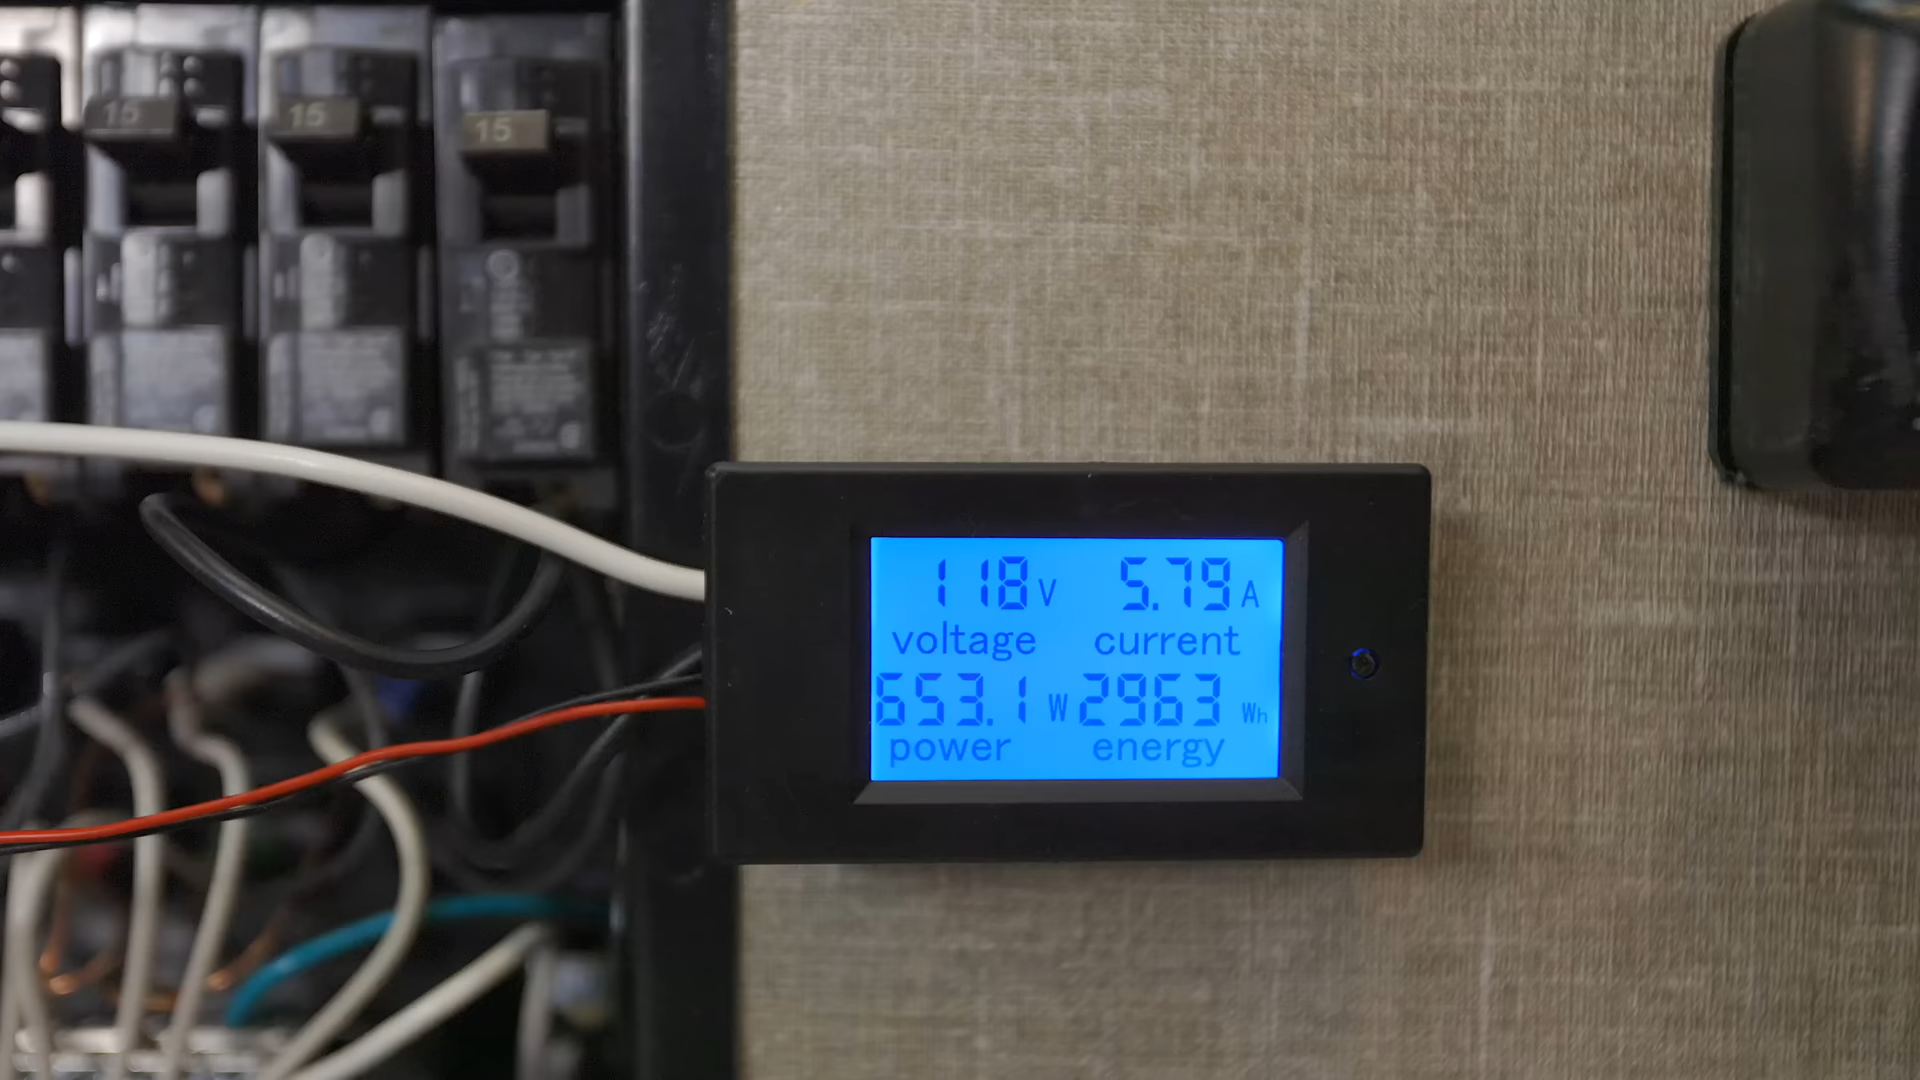 15 15 15
118 V 5.79 A
voltage current
653.1 W 2963 Wh
power energy